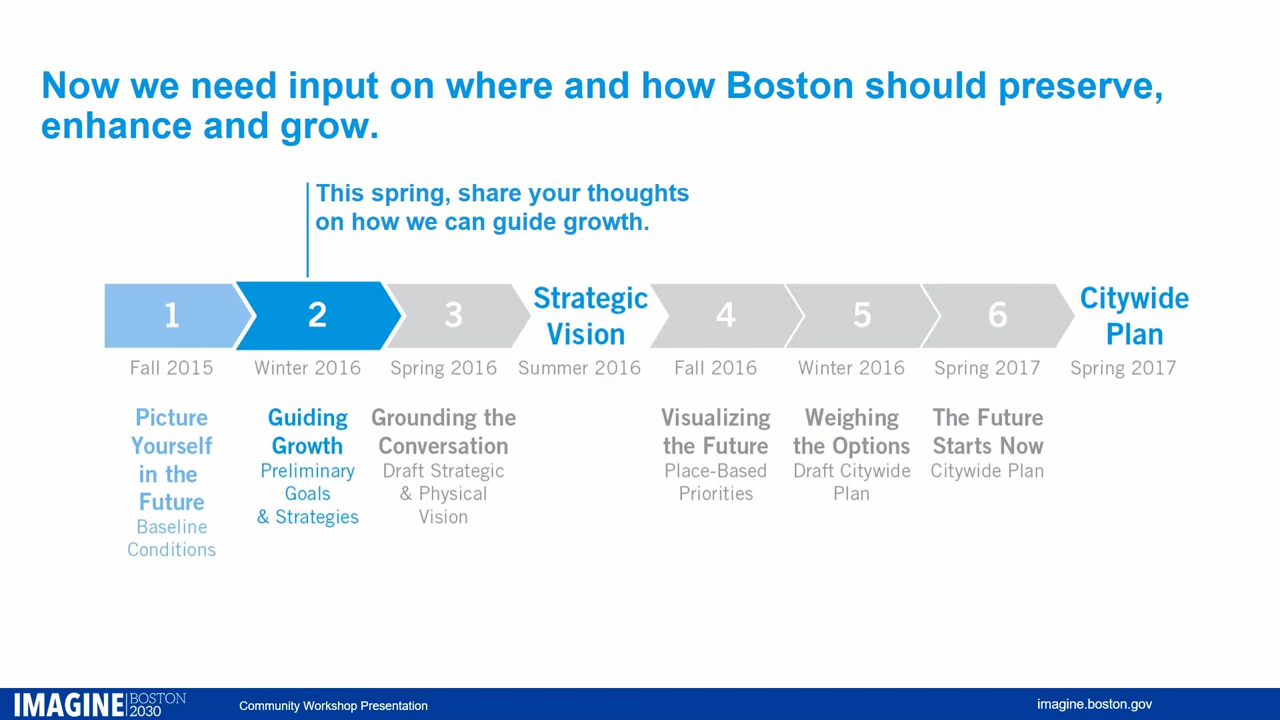 Now we need input on where and how Boston should preserve,
enhance and grow.
This spring, share your thoughts
on how we can guide growth.
1
2
3
Strategic
Vision
4
5
6
Citywide
Plan
Fall 2015
Winter 2016
Spring 2016
Summer 2016
Fall 2016
Winter 2016
Spring 2017
Spring 2017
Picture
Yourself
in the
Future
Baseline
Conditions
Guiding
Growth
Preliminary
Goals
& Strategies
Grounding the
Conversation
Draft Strategic
& Physical
Vision
Visualizing
the Future
Place-Based
Priorities
Weighing
the Options
Draft Citywide
Plan
The Future
Starts Now
Citywide Plan
IMAGINE BOSTON
2030
Community Workshop Presentation
imagine.boston.gov